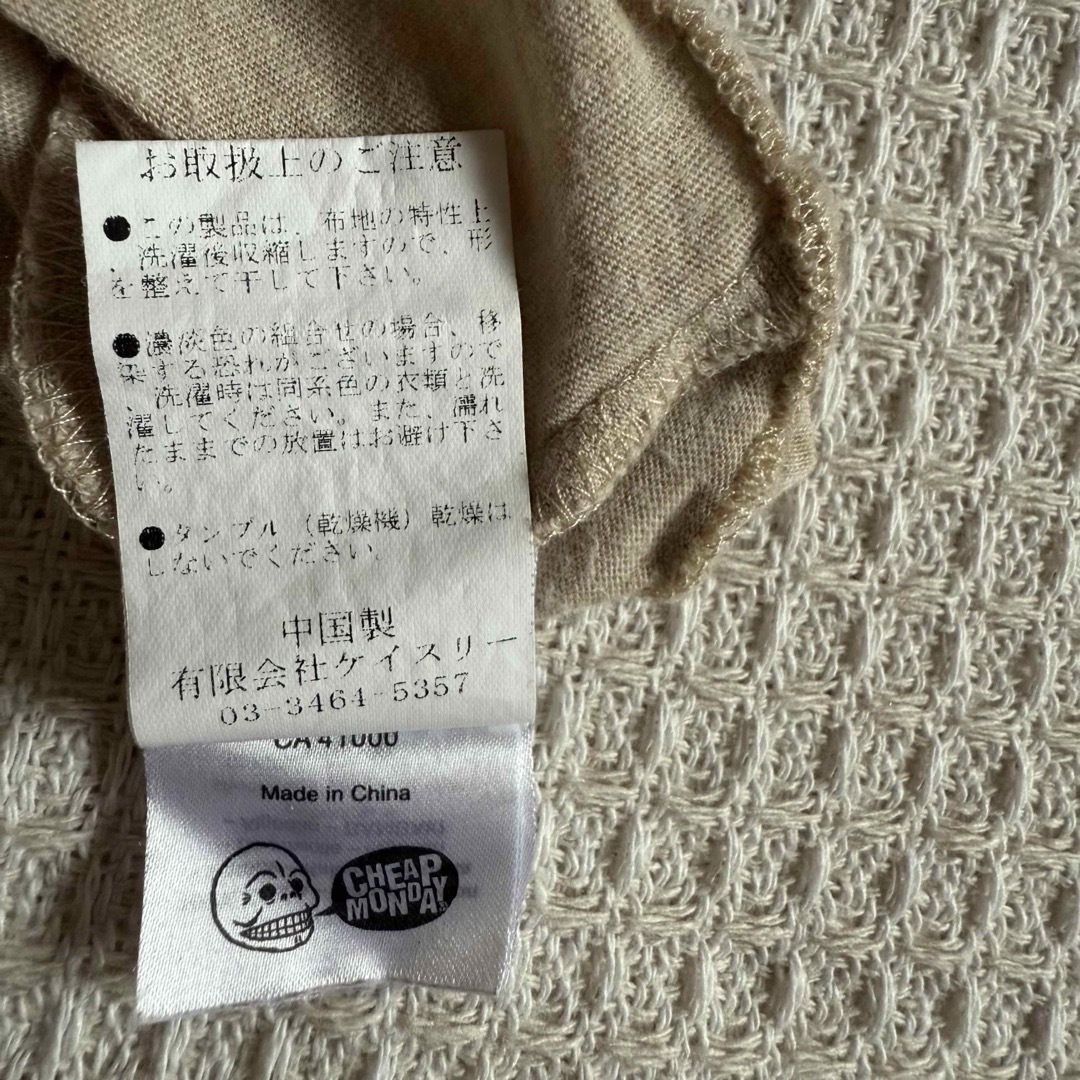 お取扱上のご注意
●この製品は、布地の特性上
、洗濯後収縮しますので、形
を整えて干して下さい。
●濃淡色の組合せの場合、移
染する恐れがございますので
、洗濯時は同系色の衣類と洗
濯してください。また、濡れ
たままでの放置はお避け下さ
い。
●タンブル（乾燥機）乾燥は
しないでください。
中国製
有限会社ケイスリー
03-3464-5357
CA 41000
Made in China
CHEAP
MONDAY